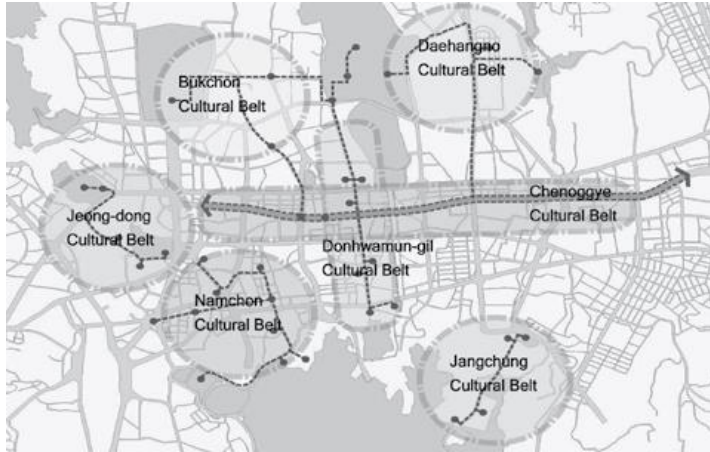 Daehangno
Cultural Belt
Bukchon
Cultural Belt
Chenoggye
Cultural Belt
Jeong-dong
Cultural Belt
Donhwamun-gil
Cultural Belt
Namchon
Cultural Belt
Jangchung
Cultural Belt